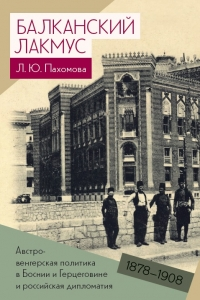 БАЛКАНСКИЙ
ЛАКМУС
Л. Ю. Пахомова
Австро-
венгерская политика
в Боснии и Герцеговине
и российская дипломатия
1878–1908